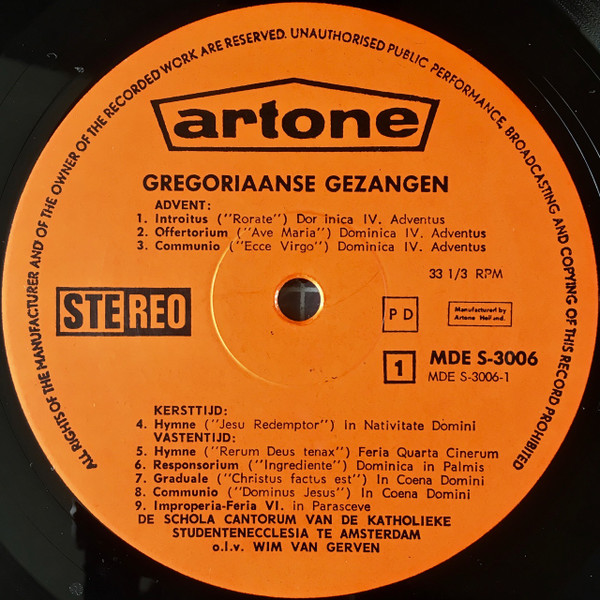 ALL RIGHTS OF THE MANUFACTURER AND OF THE OWNER OF THE RECORDED WORK ARE RESERVED. UNAUTHORISED PUBLIC PERFORMANCE, BROADCASTING AND COPYING OF THIS RECORD PROHIBITED
artone
GREGORIAANSE GEZANGEN
ADVENT:
1. Introitus ("Rorate") Dor inica IV. Adventus
2. Offertorium ("Ave Maria") Dominica IV. Adventus
3. Communio ("Ecce Virgo") Dominica IV. Adventus
33 1/3 RPM
STEREO
PD
Manufactured by
Artone Holland.
1
MDE S-3006
MDE S-3006-1
KERSTTIJD:
4. Hymne ("Jesu Redemptor") in Nativitate Domini
VASTENTIJD:
5. Hymne ("Rerum Deus tenax") Feria Quarta Cinerum
6. Responsorium ("Ingrediente") Dominica in Palmis
7. Graduale ("Christus factus est") In Coena Domini
8. Communio ("Dominus Jesus") In Coena Domini
9. Improperia-Feria VI. in Parasceve
DE SCHOLA CANTORUM VAN DE KATHOLIEKE
STUDENTENECCLESIA TE AMSTERDAM
o.l.v. WIM VAN GERVEN